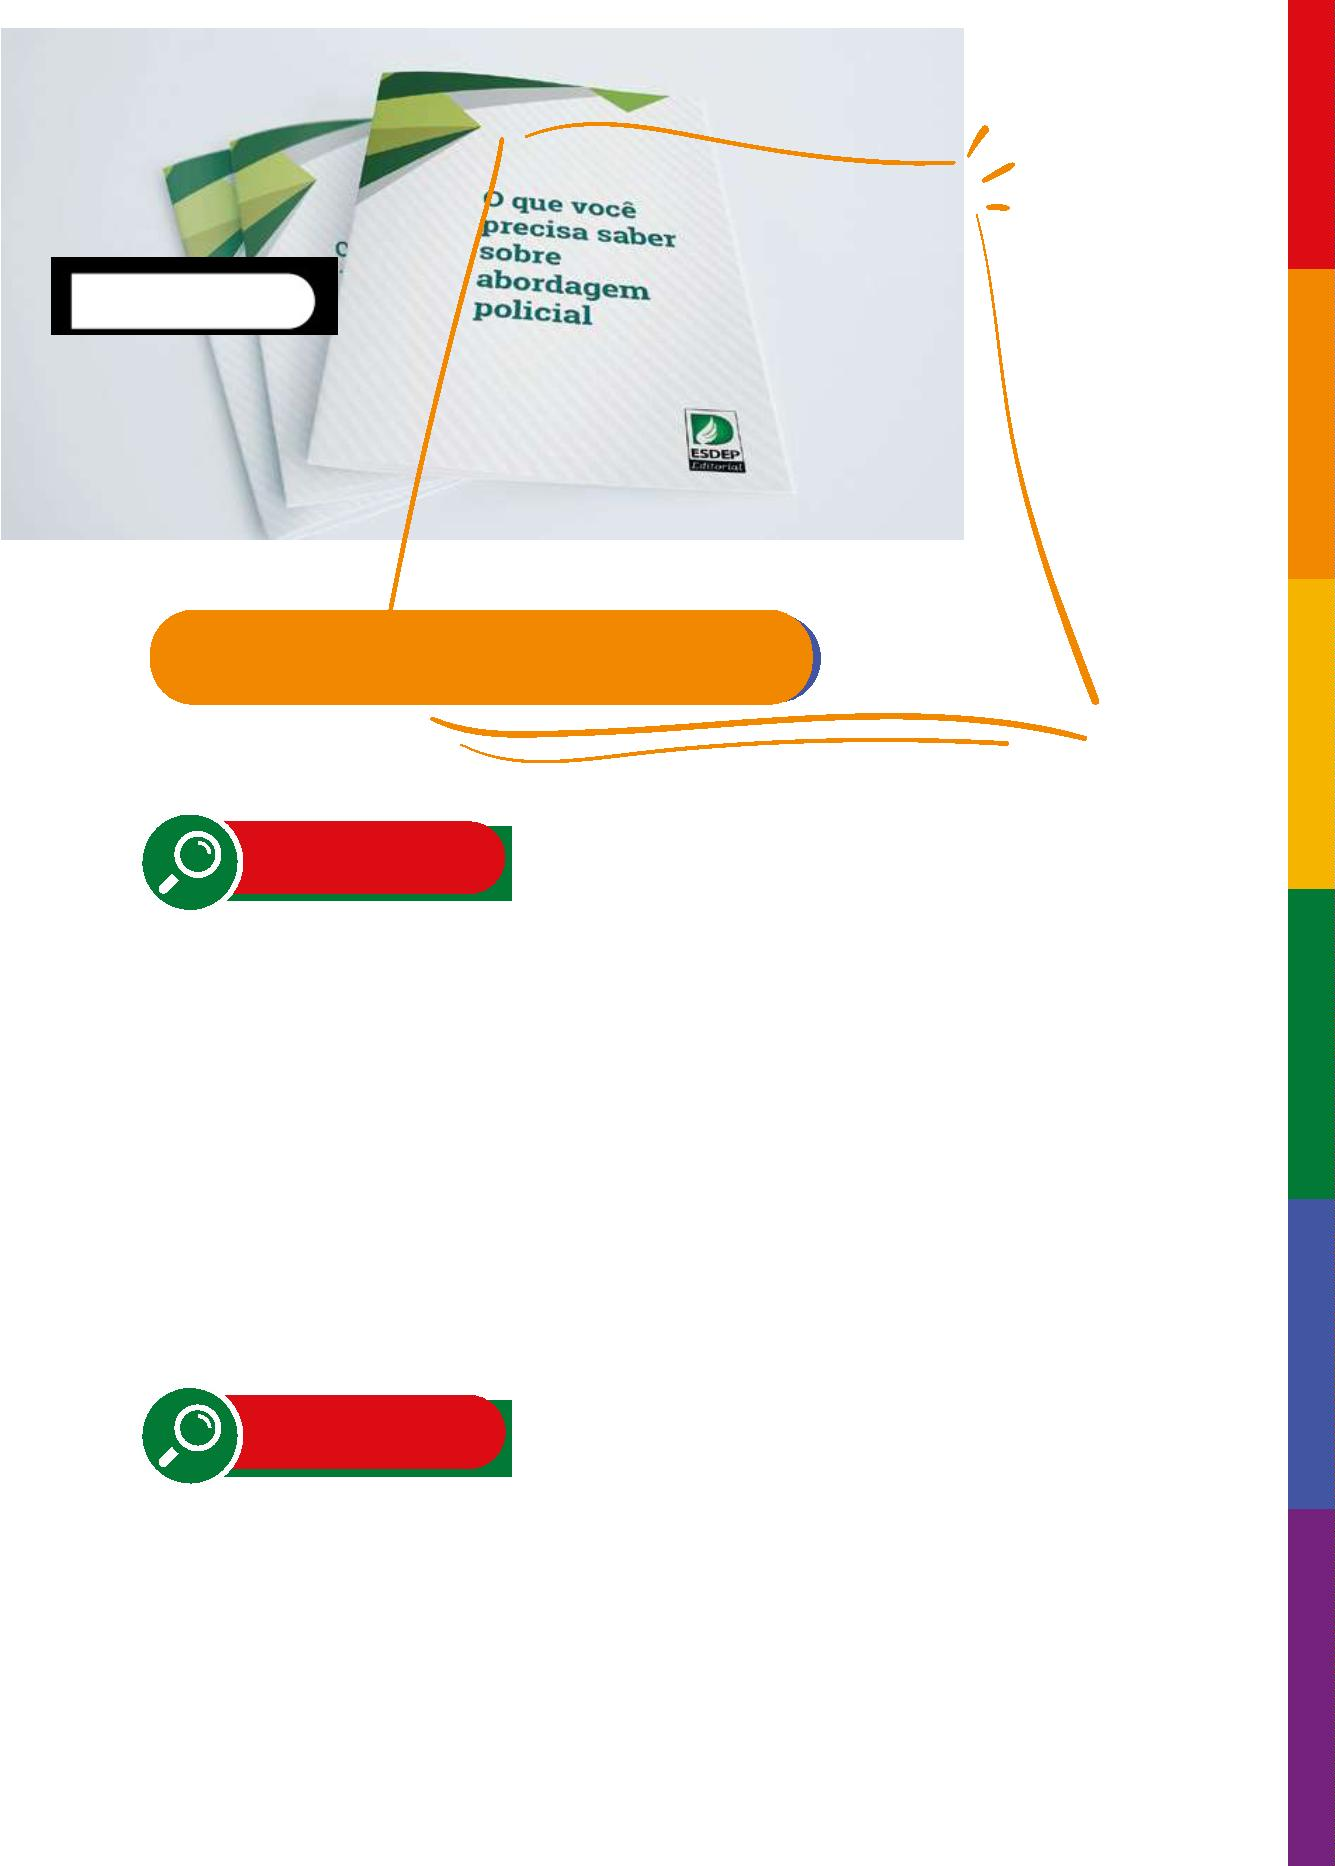 O que você
precisa saber
sobre
abordagem
policial
ESDEP
Editorial